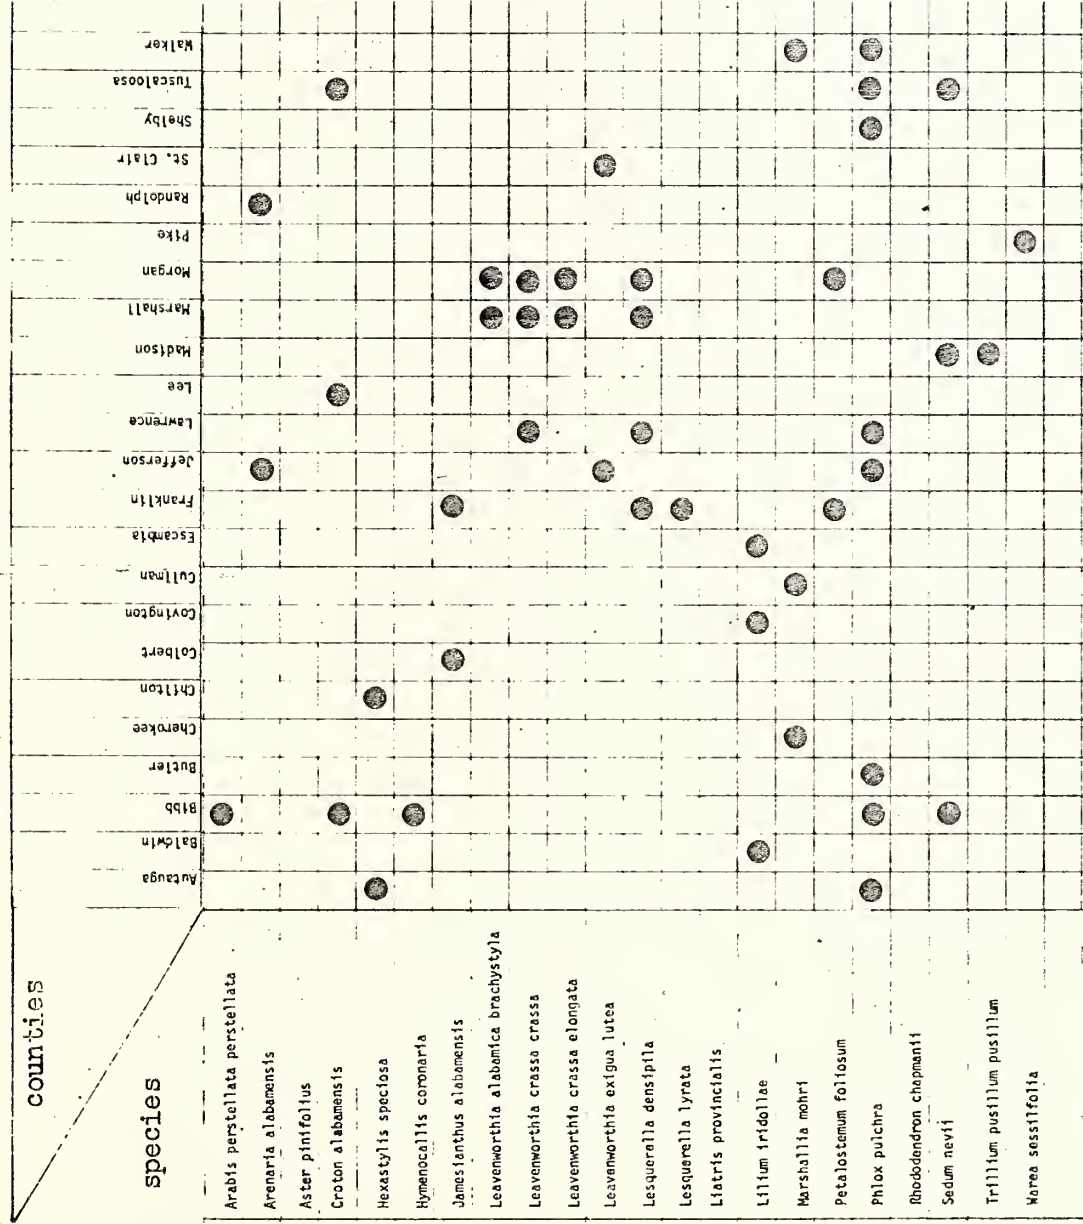 counties
species
Walker
Tuscaloosa
Shelby
St. Clair
Randolph
Pike
Morgan
Marshall
Madison
Lee
Lawrence
Jefferson
Franklin
Escambia
Cullman
Covington
Colbert
Chilton
Cherokee
Butler
Bibb
Baldwin
Autauga
Arabis perstellata perstellata
Arenaria alabamensis
Aster pinifolius
Croton alabamensis
Hexastylis speciosa
Hymenocallis coronaria
Jamesianthus alabamensis
Leavenworthia alabamica brachystyla
Leavenworthia crassa crassa
Leavenworthia crassa elongata
Leavenworthia exigua lutea
Lesquerella densipila
Lesquerella lyrata
Liatris provincialis
Lilium iridollae
Marshallia mohri
Petalostemum foliosum
Phlox pulchra
Rhododendron chapmanii
Sedum nevii
Trillium pusillum pusillum
Warea sessilfolia